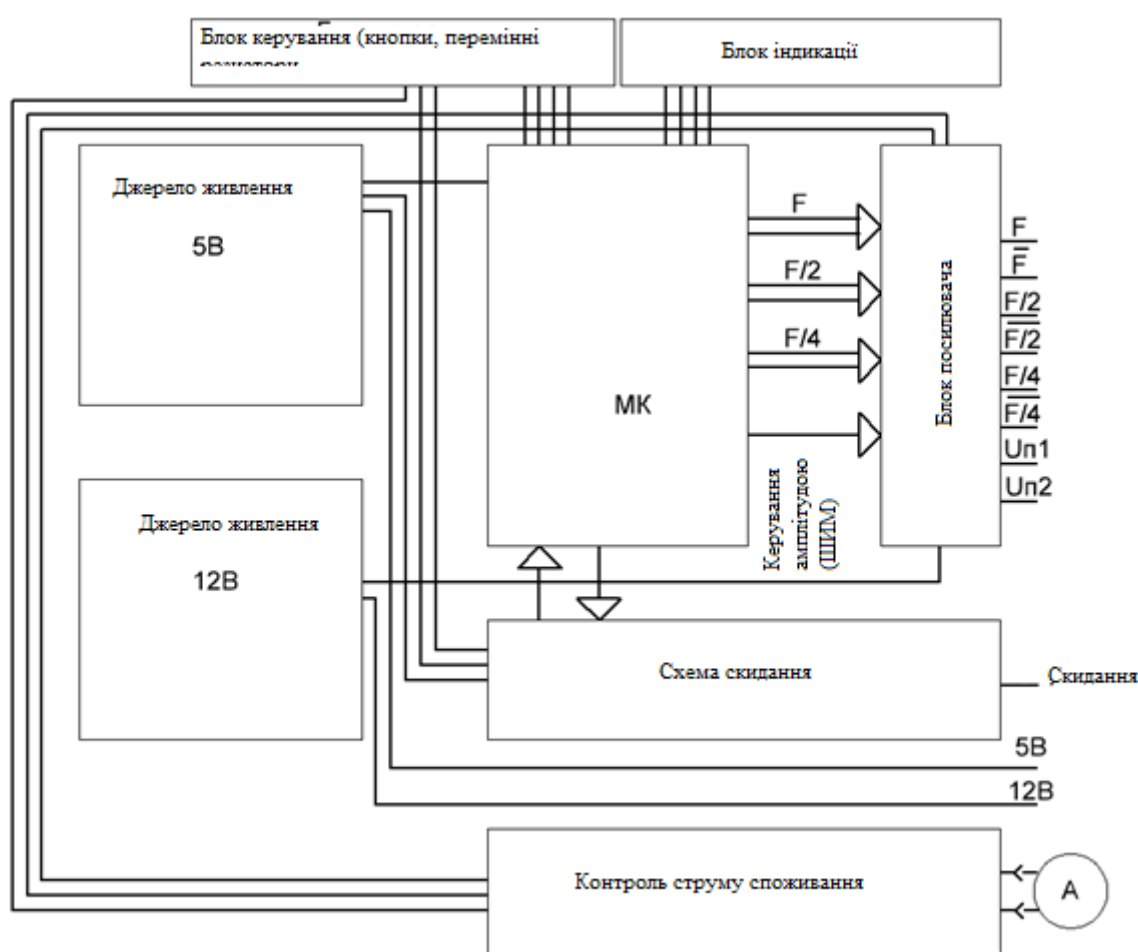 Блок керування (кнопки, перемінні
Блок індикації
Джерело живлення
5В
МК
F
F/2
F/4
Керування
амплітудою
(ШИМ)
Блок посилювача
F
F
F/2
F/2
F/4
F/4
Uп1
Uп2
Джерело живлення
12В
Схема скидання
Скидання
5В
12В
Контроль струму споживання
А